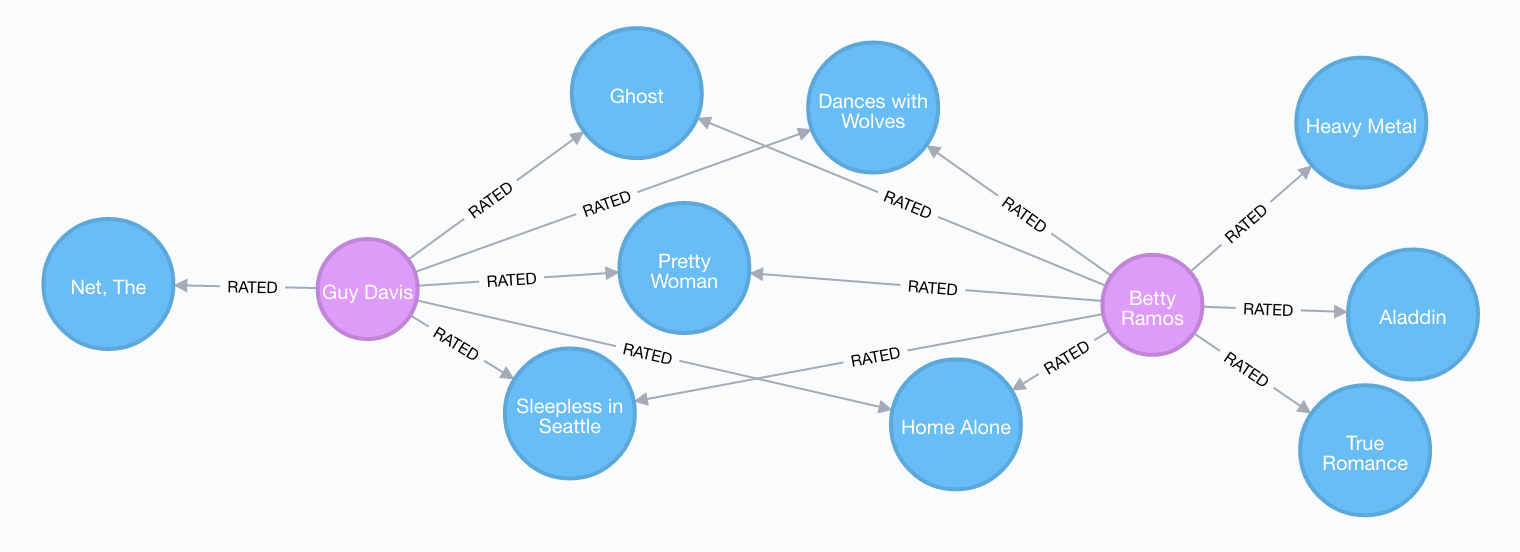 Ghost
Dances with
Wolves
Heavy Metal
RATED
RATED
RATED
RATED
RATED
Pretty
Woman
RATED
RATED
Net, The
RATED
Guy Davis
Betty
Ramos
RATED
Aladdin
RATED
RATED
RATED
RATED
RATED
Sleepless in
Seattle
Home Alone
True
Romance